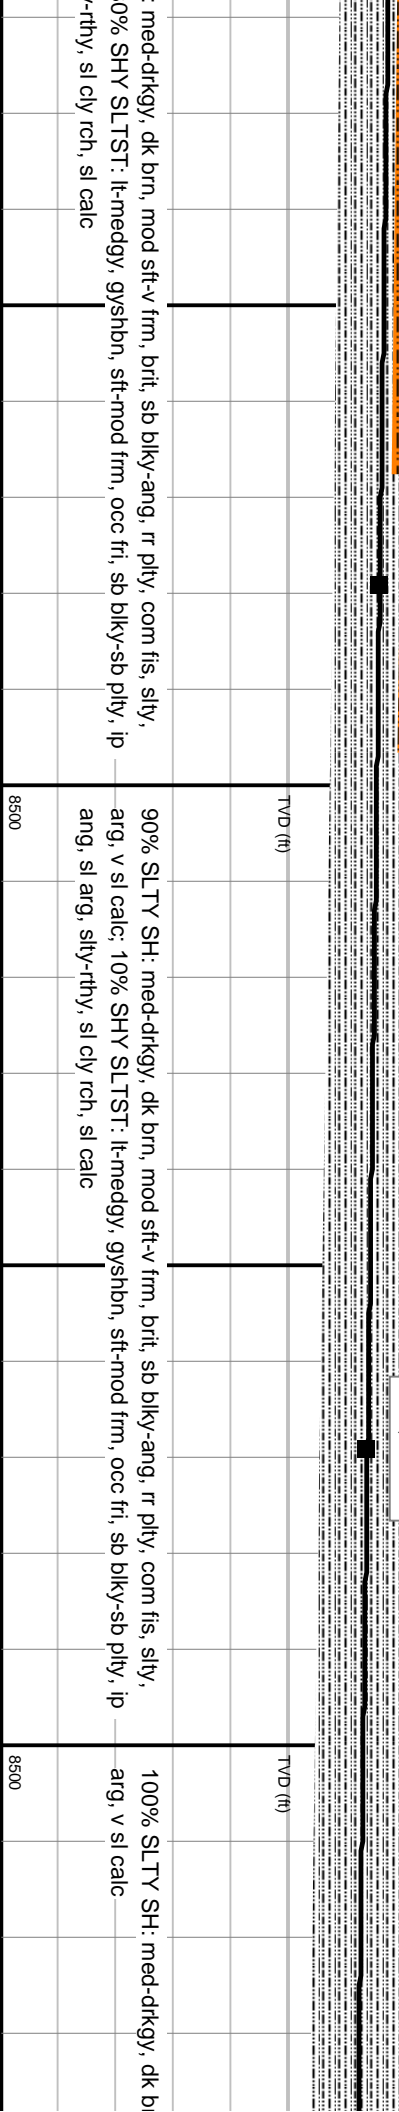 : med-drkgy, dk brn, mod sft-v frm, brit, sb blky-ang, rr plty, com fis, slty,
0% SHY SLTST: lt-medgy, gyshbn, sft-mod frm, occ fri, sb blky-sb plty, ip
-rthy, sl cly rch, sl calc
TVD (ft)
8500
90% SLTY SH: med-drkgy, dk brn, mod sft-v frm, brit, sb blky-ang, rr plty, com fis, slty,
arg, v sl calc; 10% SHY SLTST: lt-medgy, gyshbn, sft-mod frm, occ fri, sb blky-sb plty, ip
ang, sl arg, slty-rthy, sl cly rch, sl calc
TVD (ft)
8500
100% SLTY SH: med-drkgy, dk br
arg, v sl calc